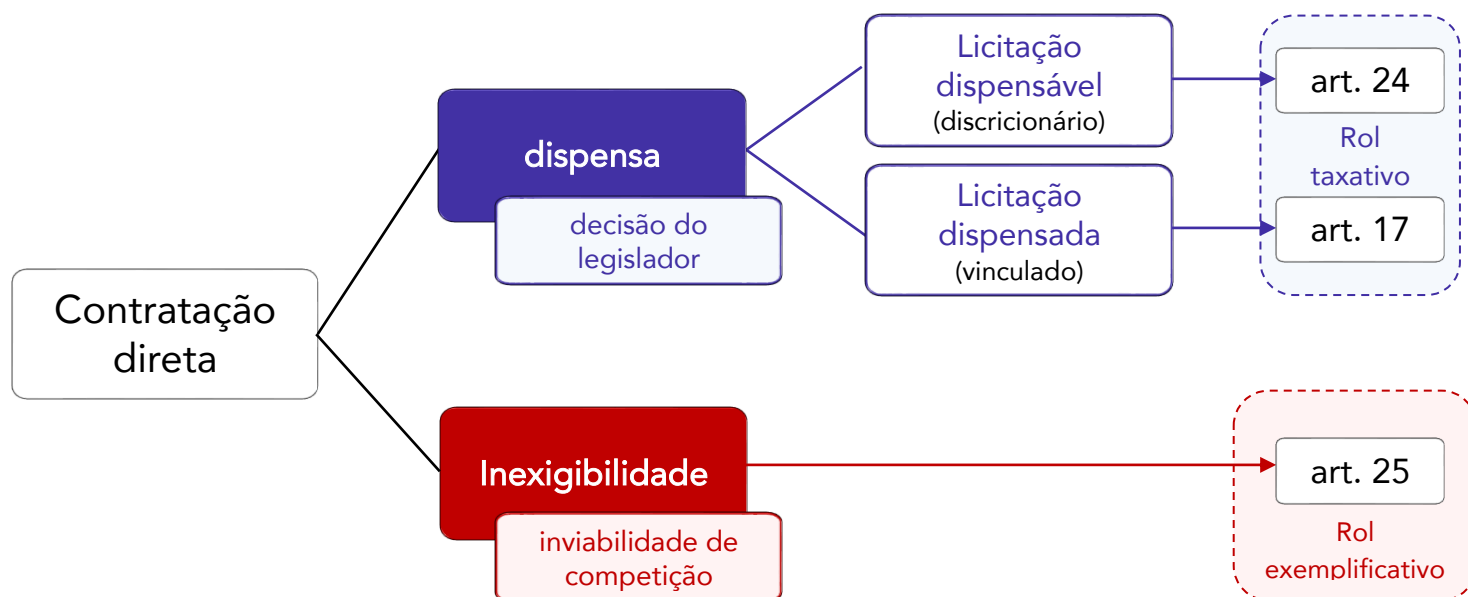 Contratação
direta
dispensa
decisão do
legislador
Licitação
dispensável
(discricionário)
Licitação
dispensada
(vinculado)
art. 24
Rol
taxativo
art. 17
Inexigibilidade
inviabilidade de
competição
art. 25
Rol
exemplificativo